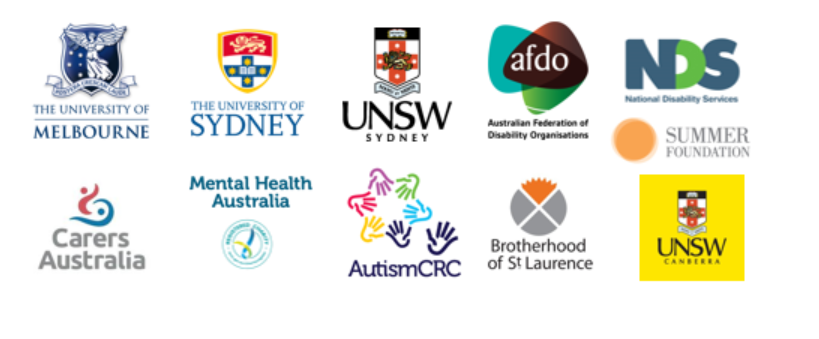 THE UNIVERSITY OF
MELBOURNE
THE UNIVERSITY OF
SYDNEY
UNSW
SYDNEY
afdo
Australian Federation of
Disability Organisations
NDS
National Disability Services
SUMMER
FOUNDATION
Carers
Australia
Mental Health
Australia
AutismCRC
Brotherhood
of St Laurence
UNSW
CANBERRA